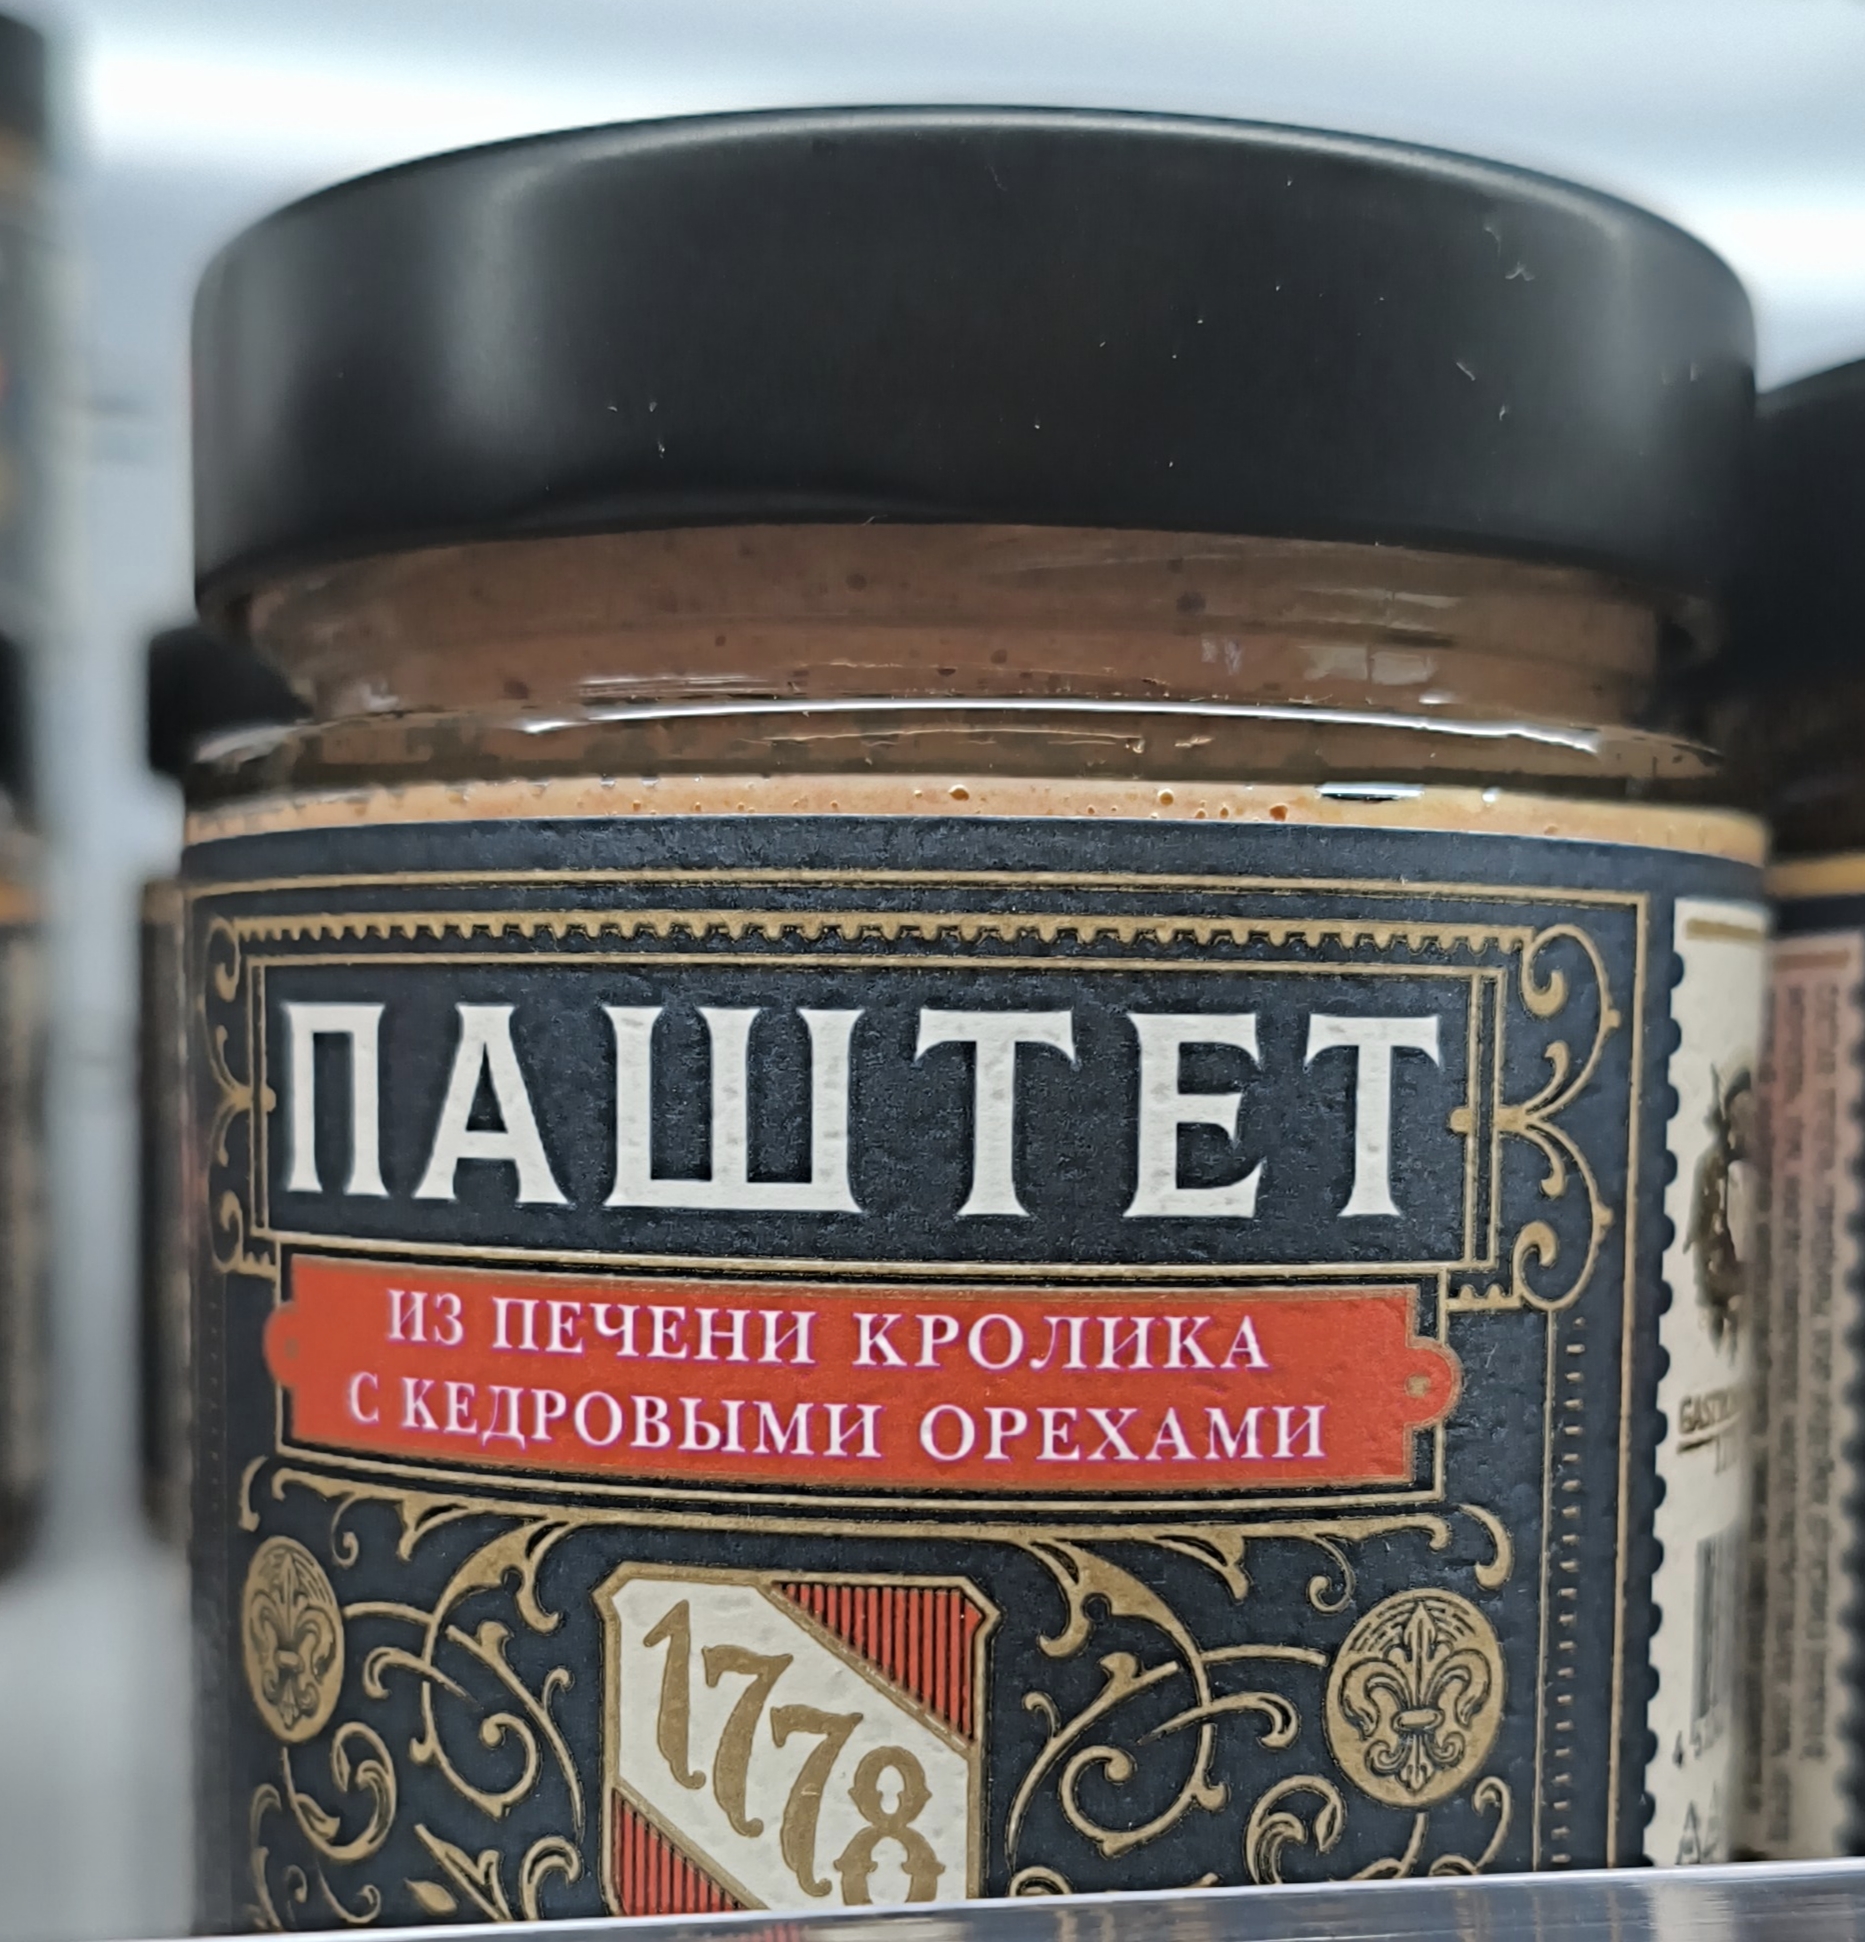 ПАШТЕТ
ИЗ ПЕЧЕНИ КРОЛИКА
С КЕДРОВЫМИ ОРЕХАМИ
1778